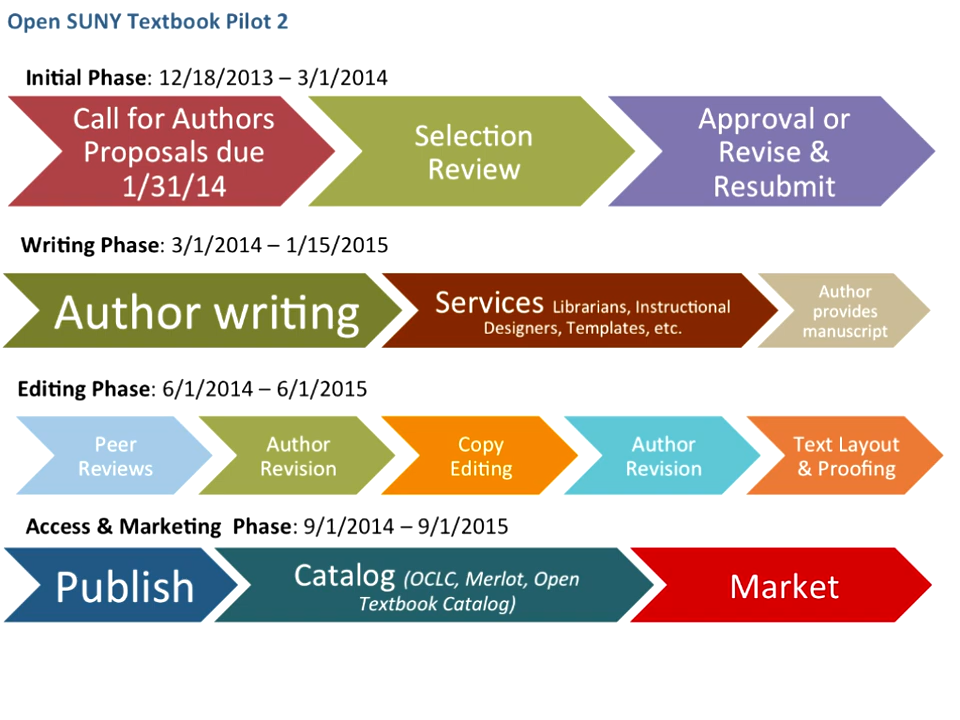 Open SUNY Textbook Pilot 2
Initial Phase: 12/18/2013 – 3/1/2014
Call for Authors
Proposals due
1/31/14
Selection
Review
Approval or
Revise &
Resubmit
Writing Phase: 3/1/2014 – 1/15/2015
Author writing
Services Librarians, Instructional
Designers, Templates, etc.
Author
provides
manuscript
Editing Phase: 6/1/2014 – 6/1/2015
Peer
Reviews
Author
Revision
Copy
Editing
Author
Revision
Text Layout
& Proofing
Access & Marketing Phase: 9/1/2014 – 9/1/2015
Publish
Catalog (OCLC, Merlot, Open
Textbook Catalog)
Market